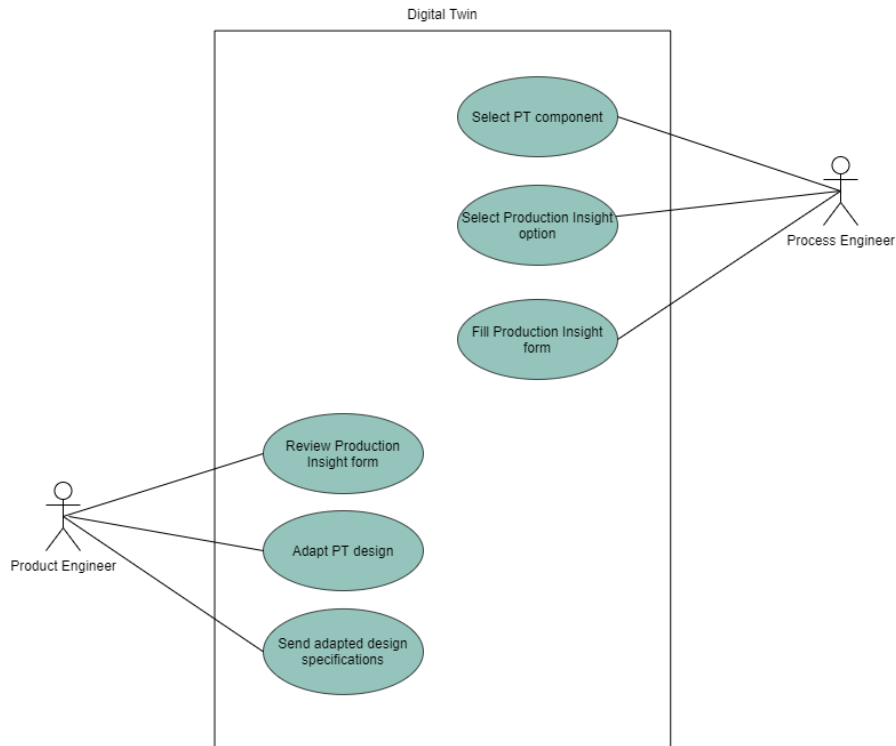 Digital Twin
Select PT component
Select Production Insight
option
Process Engineer
Fill Production Insight
form
Review Production
Insight form
Adapt PT design
Product Engineer
Send adapted design
specifications